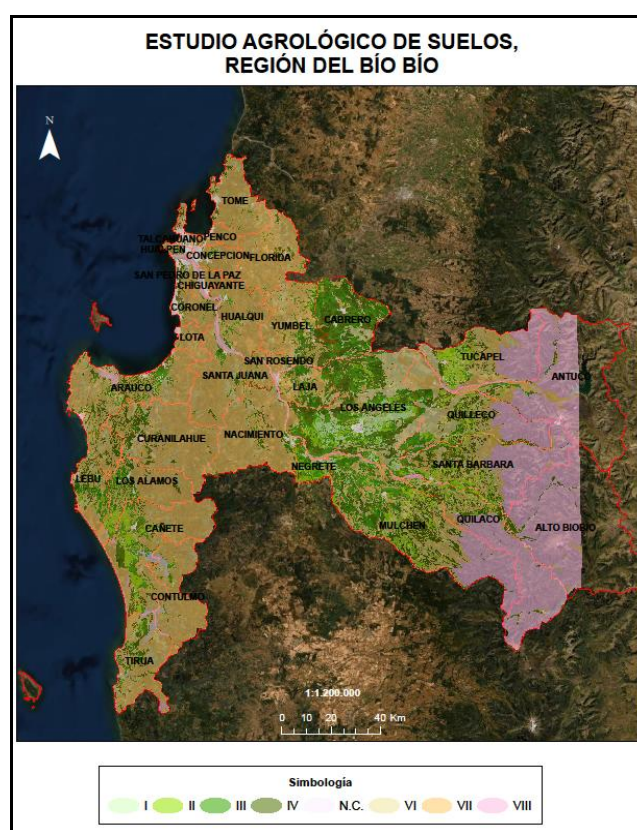 ESTUDIO AGROLÓGICO DE SUELOS,
REGIÓN DEL BÍO BÍO
N
TOME
TALCAHUANO
PENCO
HUALPEN
CONCEPCION
FLORIDA
SAN PEDRO DE LA PAZ
CHIGUAYANTE
CORONEL
HUALQUI
CABRERO
YUMBEL
LOTA
TUCAPEL
SAN ROSENDO
ANTUCO
SANTA JUANA
ARAUCO
LAJA
LOS ANGELES
QUILLECO
CURANILAHUE
NACIMIENTO
NEGRETE
SANTA BARBARA
LEBU
LOS ALAMOS
CAÑETE
MULCHEN
QUILACO
ALTO BIOBIO
CONTULMO
TIRUA
1:1.200.000
0 10 20 40 Km
Simbología
I II III IV N.C. VI VII VIII